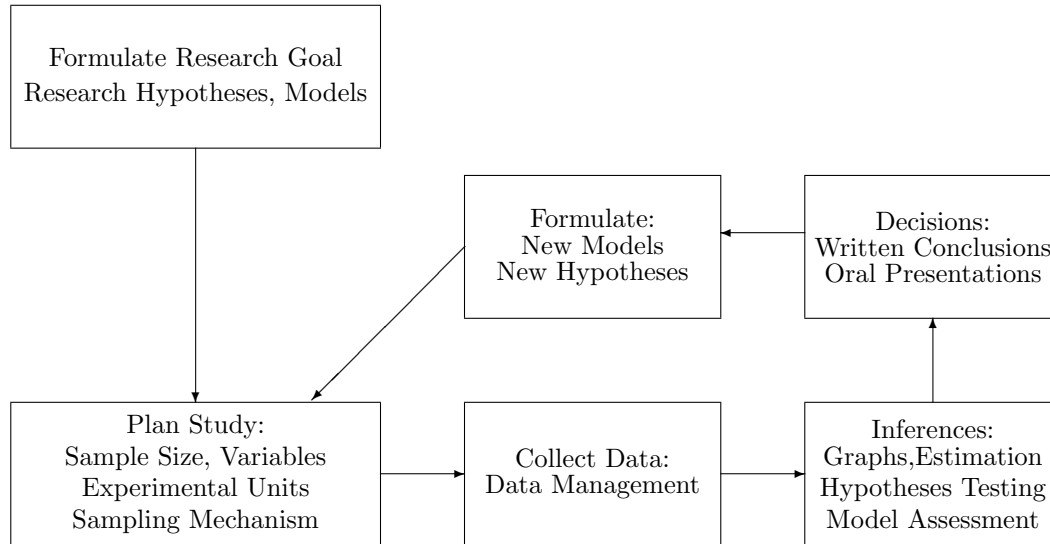 Formulate Research Goal
Research Hypotheses, Models
Formulate:
New Models
New Hypotheses
Decisions:
Written Conclusions
Oral Presentations
Plan Study:
Sample Size, Variables
Experimental Units
Sampling Mechanism
Collect Data:
Data Management
Inferences:
Graphs,Estimation
Hypotheses Testing
Model Assessment